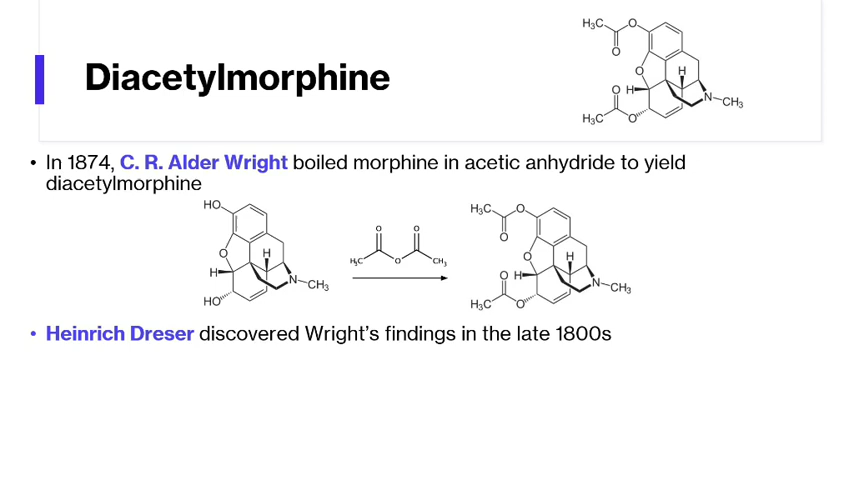 H₃C O
O
O H
O H N CH₃
H₃C O
Diacetylmorphine
• In 1874, C. R. Alder Wright boiled morphine in acetic anhydride to yield
diacetylmorphine
HO
O H
H N CH₃
HO
O O
H₃C O CH₃
H₃C O
O
O H
O H N CH₃
H₃C O
• Heinrich Dreser discovered Wright’s findings in the late 1800s